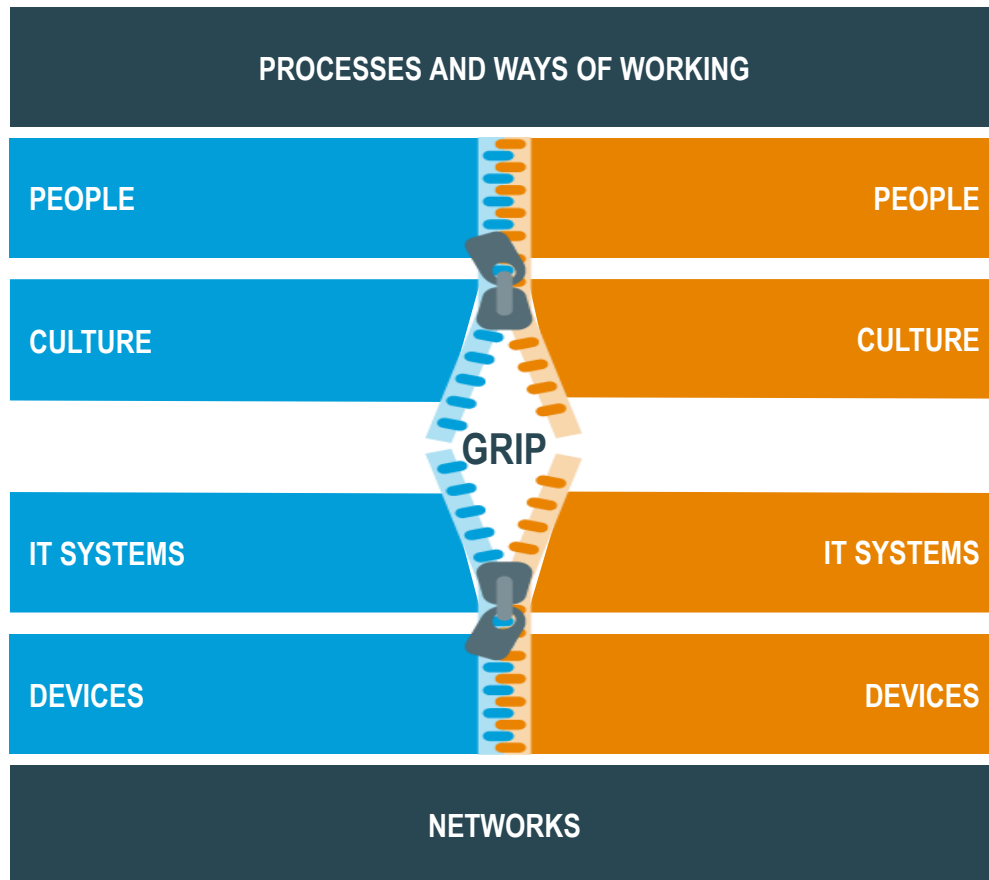 PROCESSES AND WAYS OF WORKING
PEOPLE
PEOPLE
CULTURE
CULTURE
GRIP
IT SYSTEMS
IT SYSTEMS
DEVICES
DEVICES
NETWORKS